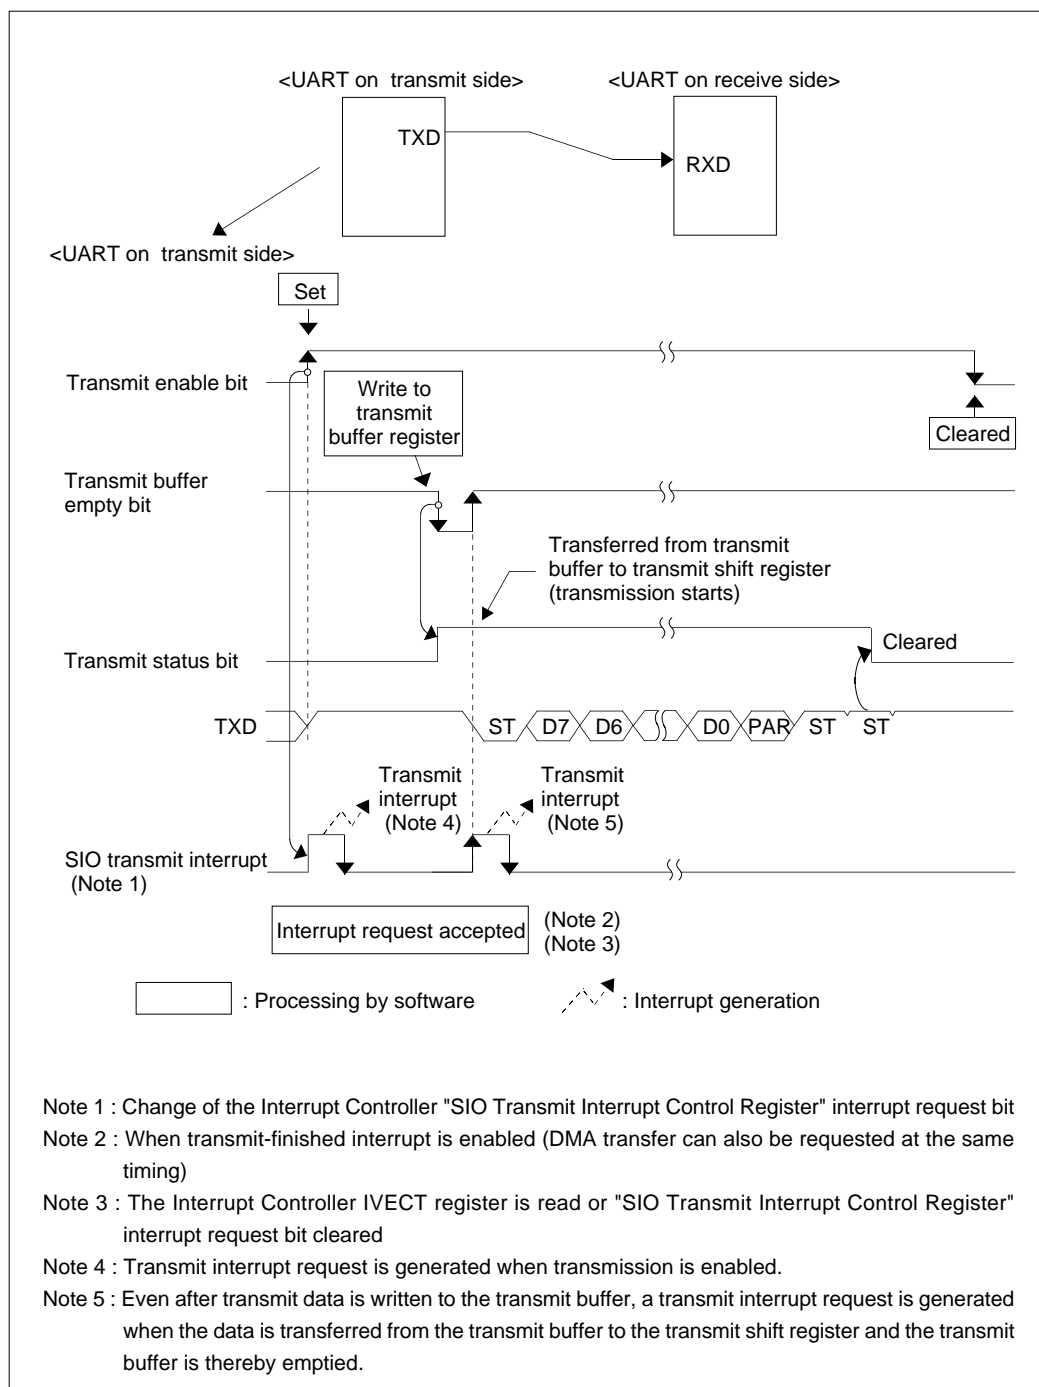 <UART on transmit side>
<UART on receive side>
TXD
RXD
<UART on transmit side>
Set
Transmit enable bit
Write to
transmit
buffer register
Cleared
Transmit buffer
empty bit
Transferred from transmit
buffer to transmit shift register
(transmission starts)
Transmit status bit
Cleared
TXD
ST
D7
D6
D0
PAR
ST
ST
Transmit
interrupt
(Note 4)
Transmit
interrupt
(Note 5)
SIO transmit interrupt
(Note 1)
Interrupt request accepted
(Note 2)
(Note 3)
: Processing by software
: Interrupt generation
Note 1 : Change of the Interrupt Controller "SIO Transmit Interrupt Control Register" interrupt request bit
Note 2 : When transmit-finished interrupt is enabled (DMA transfer can also be requested at the same
timing)
Note 3 : The Interrupt Controller IVECT register is read or "SIO Transmit Interrupt Control Register"
interrupt request bit cleared
Note 4 : Transmit interrupt request is generated when transmission is enabled.
Note 5 : Even after transmit data is written to the transmit buffer, a transmit interrupt request is generated
when the data is transferred from the transmit buffer to the transmit shift register and the transmit
buffer is thereby emptied.